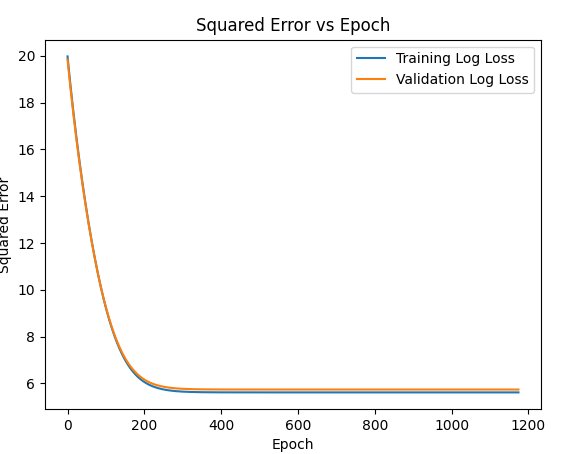 Squared Error vs Epoch
Training Log Loss
Validation Log Loss
Squared Error
20
18
16
14
12
10
8
6
0 200 400 600 800 1000 1200
Epoch